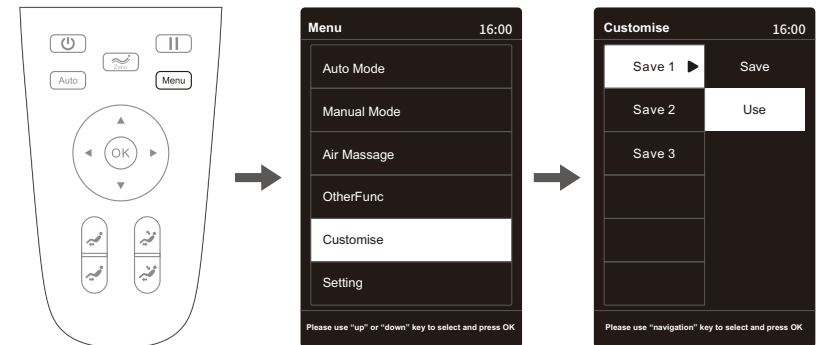 Zero
Auto
Menu
OK
Menu 16:00
Auto Mode
Manual Mode
Air Massage
OtherFunc
Customise
Setting
Please use “up” or “down” key to select and press OK
Customise 16:00
Save 1 Save
Save 2 Use
Save 3
Please use “navigation” key to select and press OK